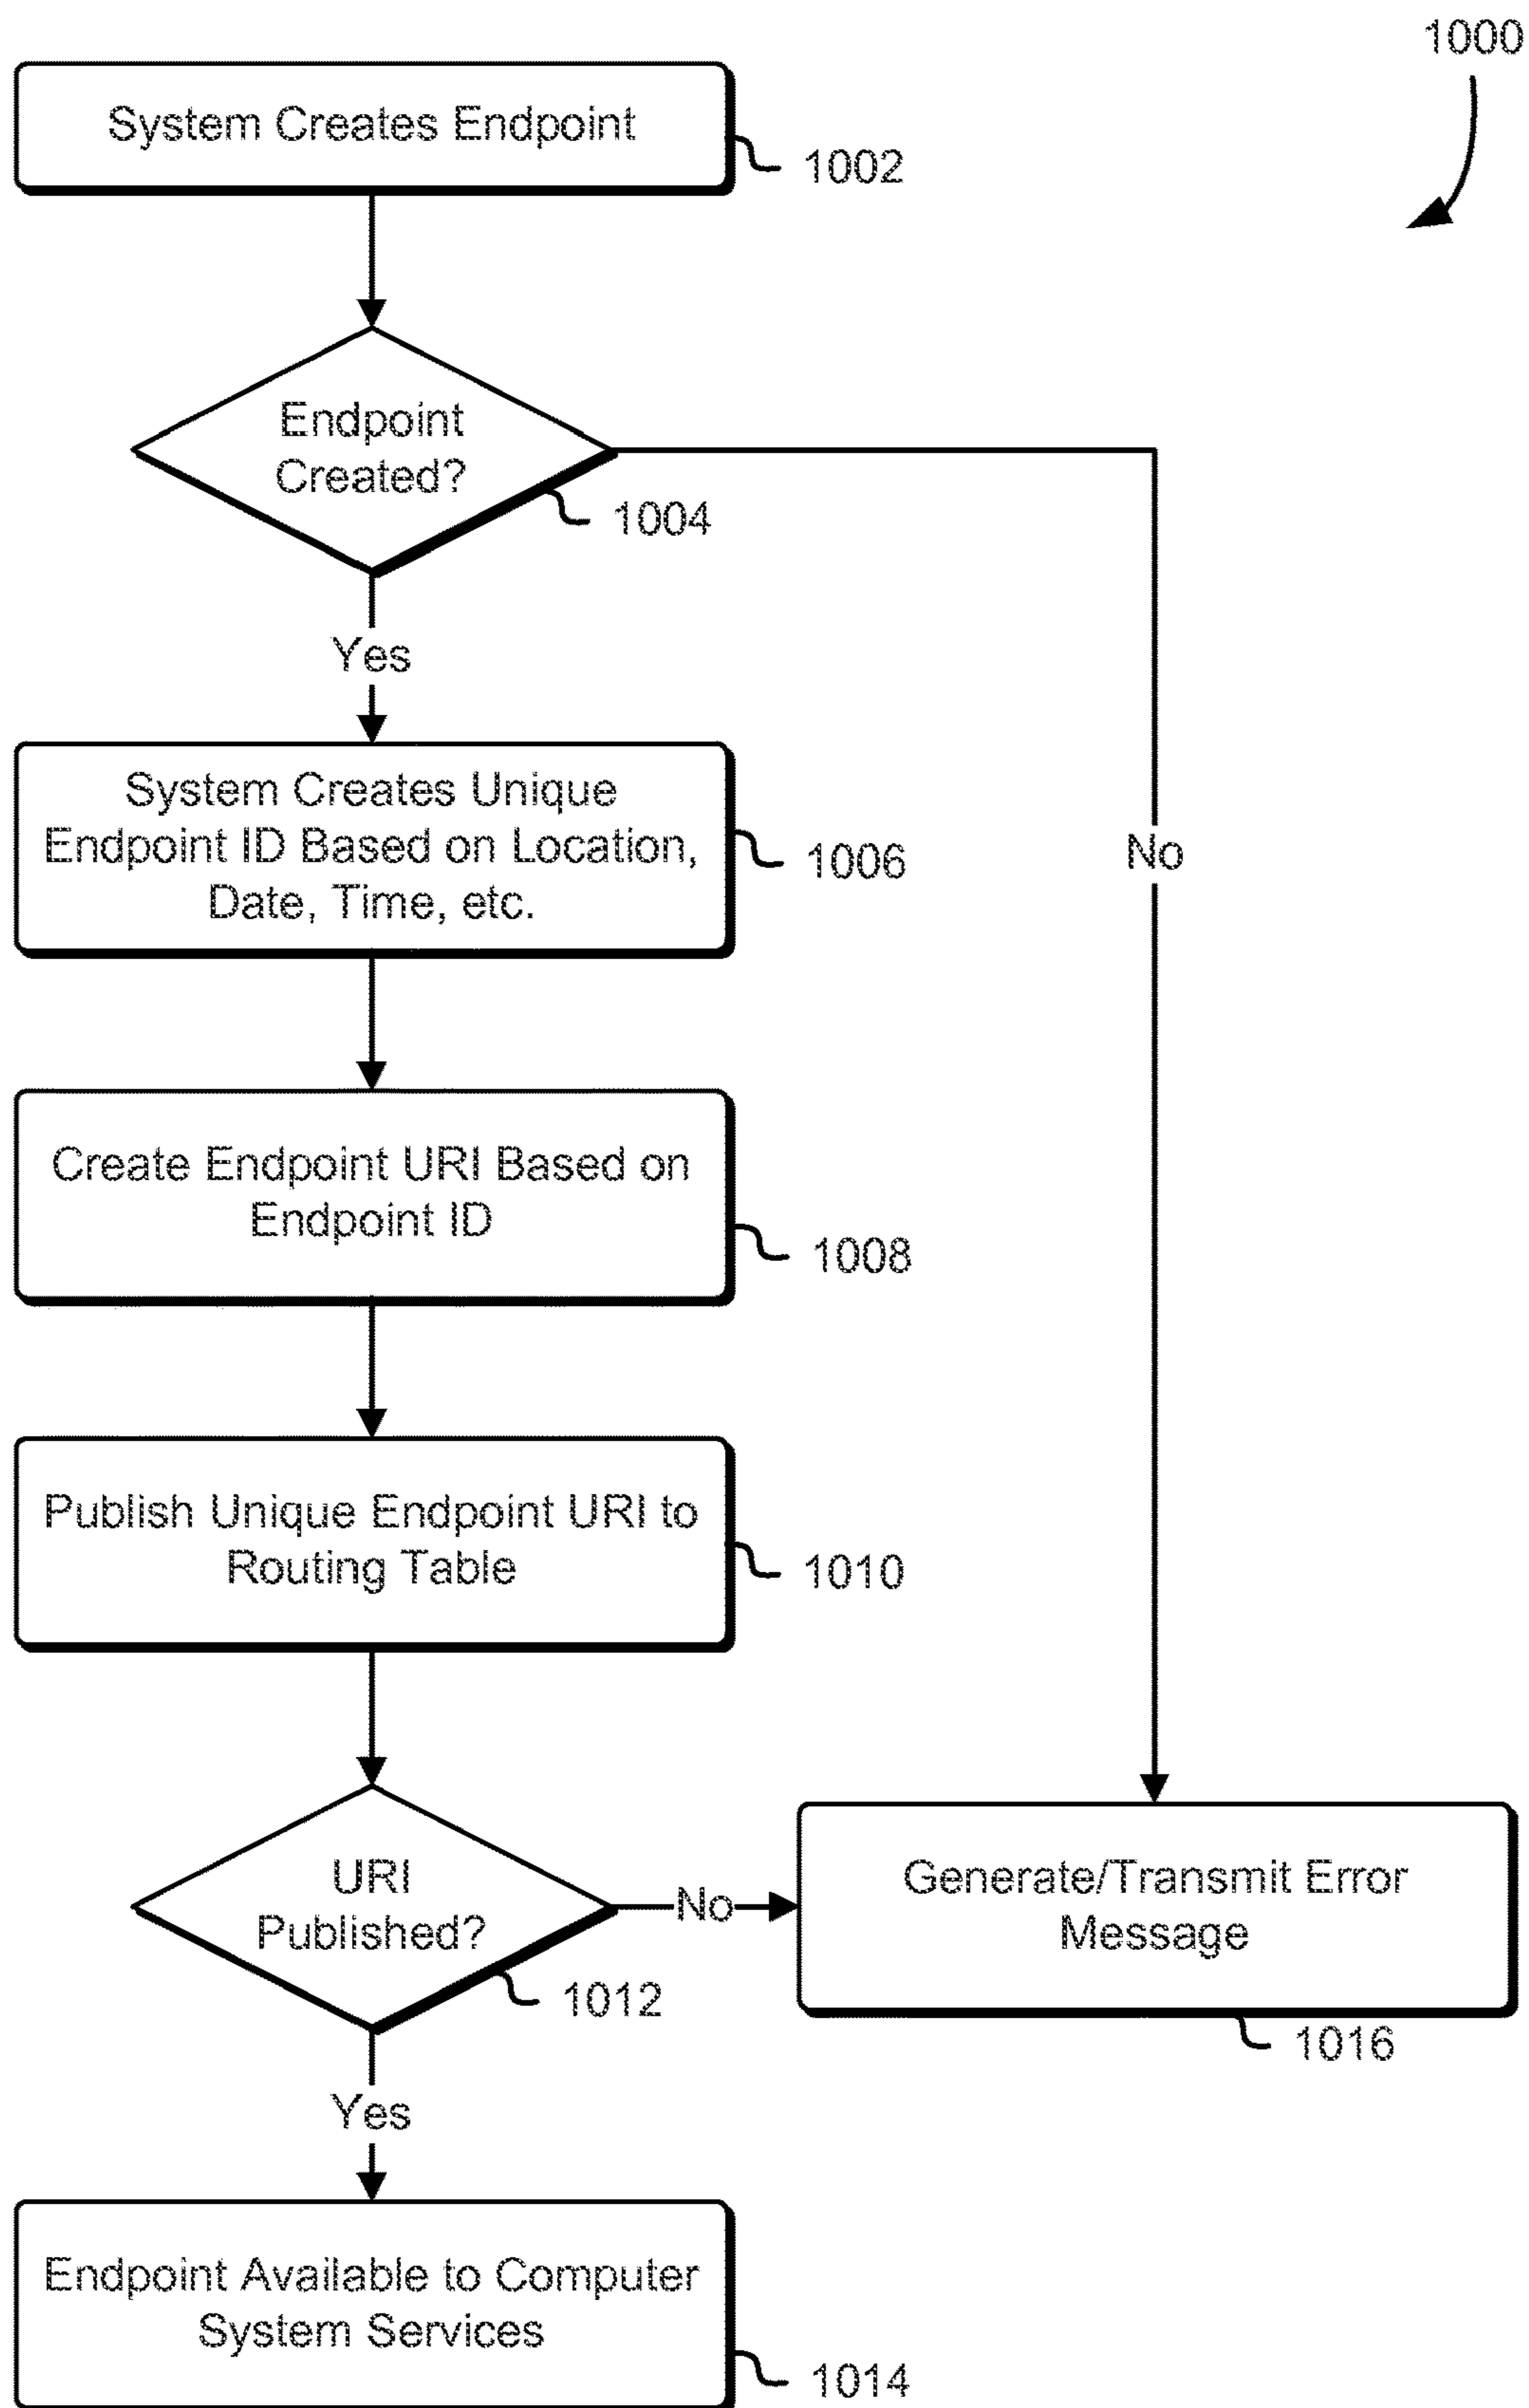 1000
System Creates Endpoint
1002
Endpoint
Created?
1004
Yes
System Creates Unique
Endpoint ID Based on Location,
Date, Time, etc.
1006
No
Create Endpoint URI Based on
Endpoint ID
1008
Publish Unique Endpoint URI to
Routing Table
1010
URI
Published?
1012
No
Generate/Transmit Error
Message
1016
Yes
Endpoint Available to Computer
System Services
1014